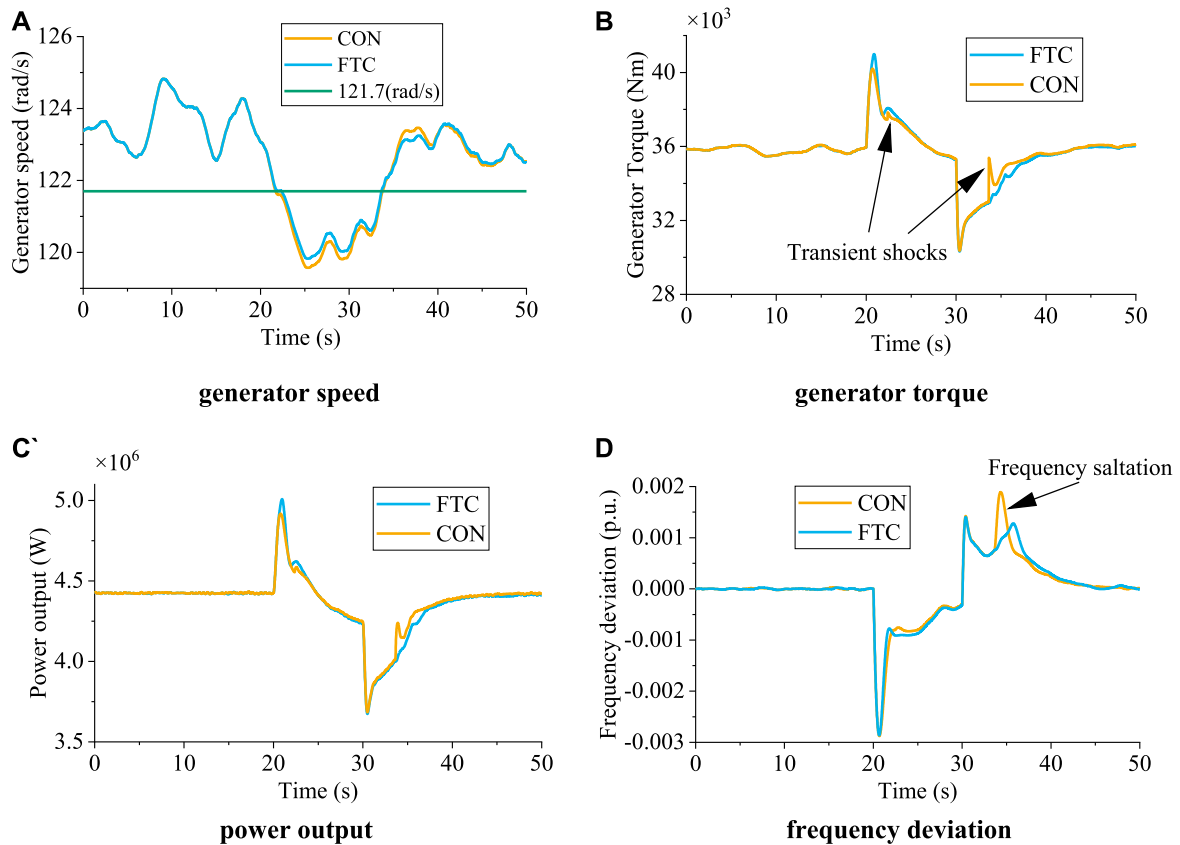 A
Generator speed (rad/s)
126
124
122
120
0
10
20
30
40
50
Time (s)
CON
FTC
121.7(rad/s)
generator speed
B
×10³
Generator Torque (Nm)
40
36
32
28
0
10
20
30
40
50
Time (s)
FTC
CON
Transient shocks
generator torque
C`
×10⁶
Power output (W)
5.0
4.5
4.0
3.5
0
10
20
30
40
50
Time (s)
FTC
CON
power output
D
Frequency deviation (p.u.)
0.002
0.001
0.000
-0.001
-0.002
-0.003
0
10
20
30
40
50
Time (s)
CON
FTC
Frequency saltation
frequency deviation